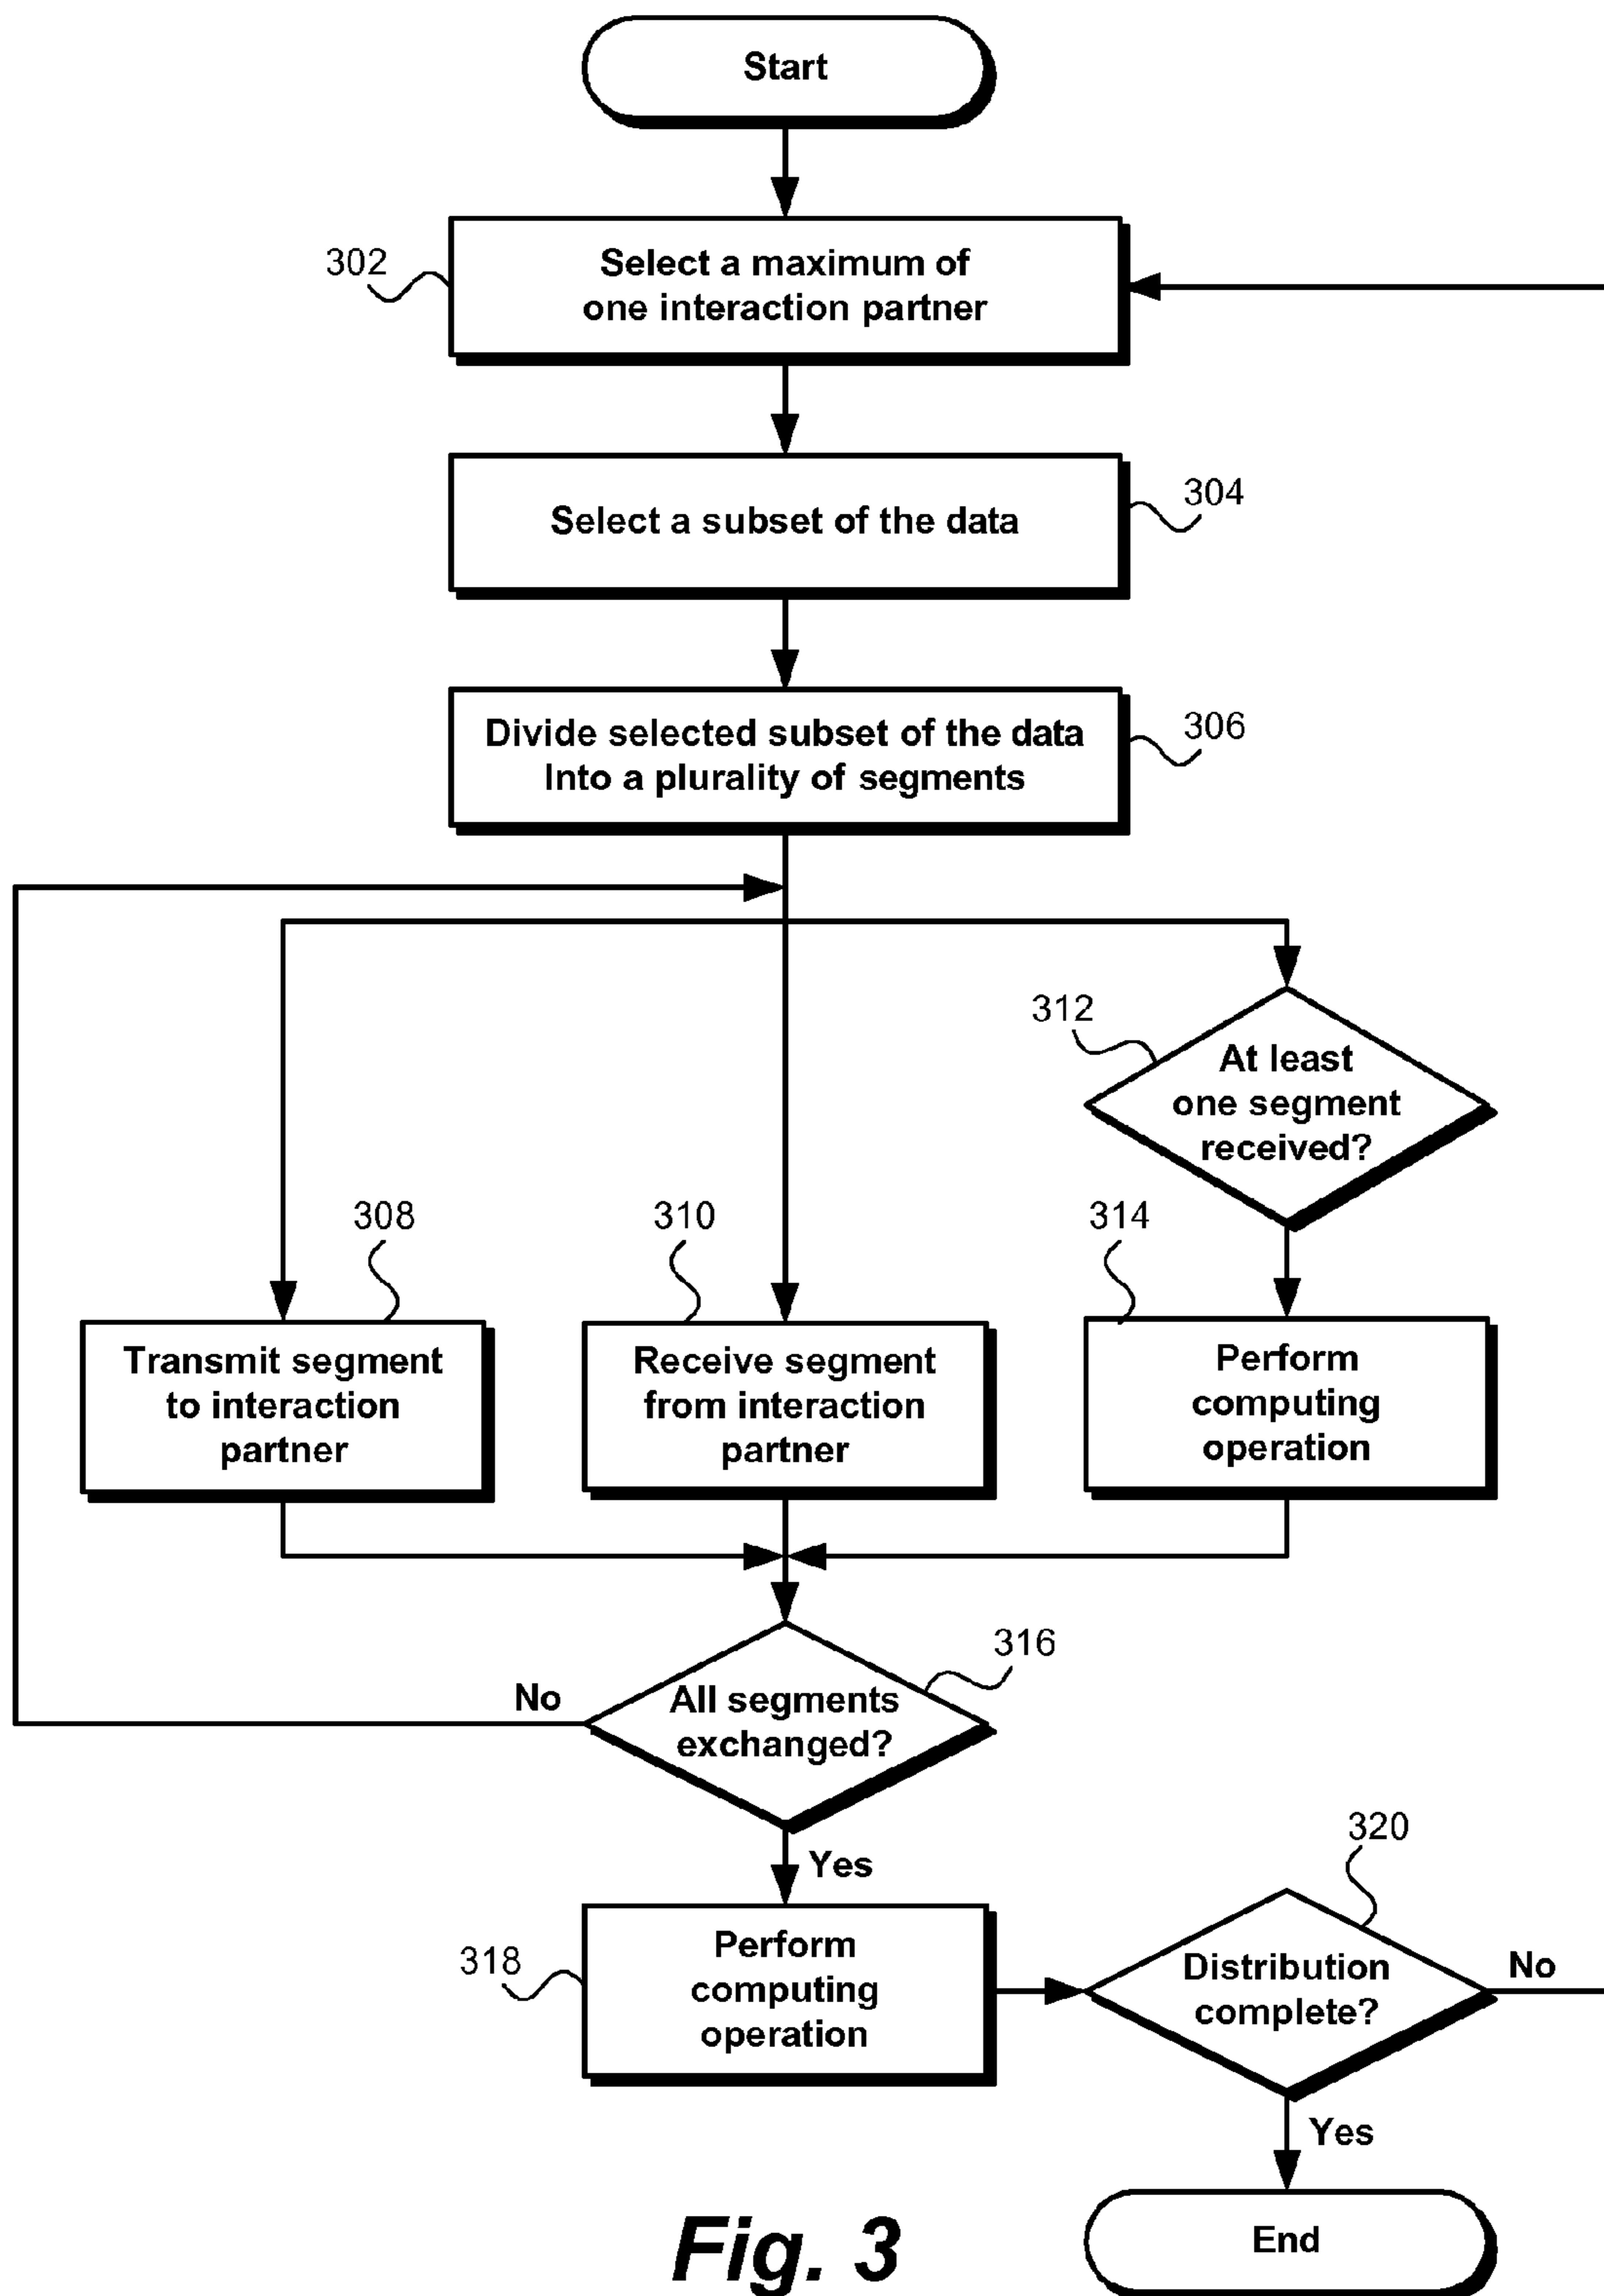 Start
302
Select a maximum of
one interaction partner
304
Select a subset of the data
306
Divide selected subset of the data
Into a plurality of segments
312
At least
one segment
received?
308
310
314
Transmit segment
to interaction
partner
Receive segment
from interaction
partner
Perform
computing
operation
316
No
All segments
exchanged?
Yes
320
318
Perform
computing
operation
Distribution
complete?
No
Yes
End
Fig. 3